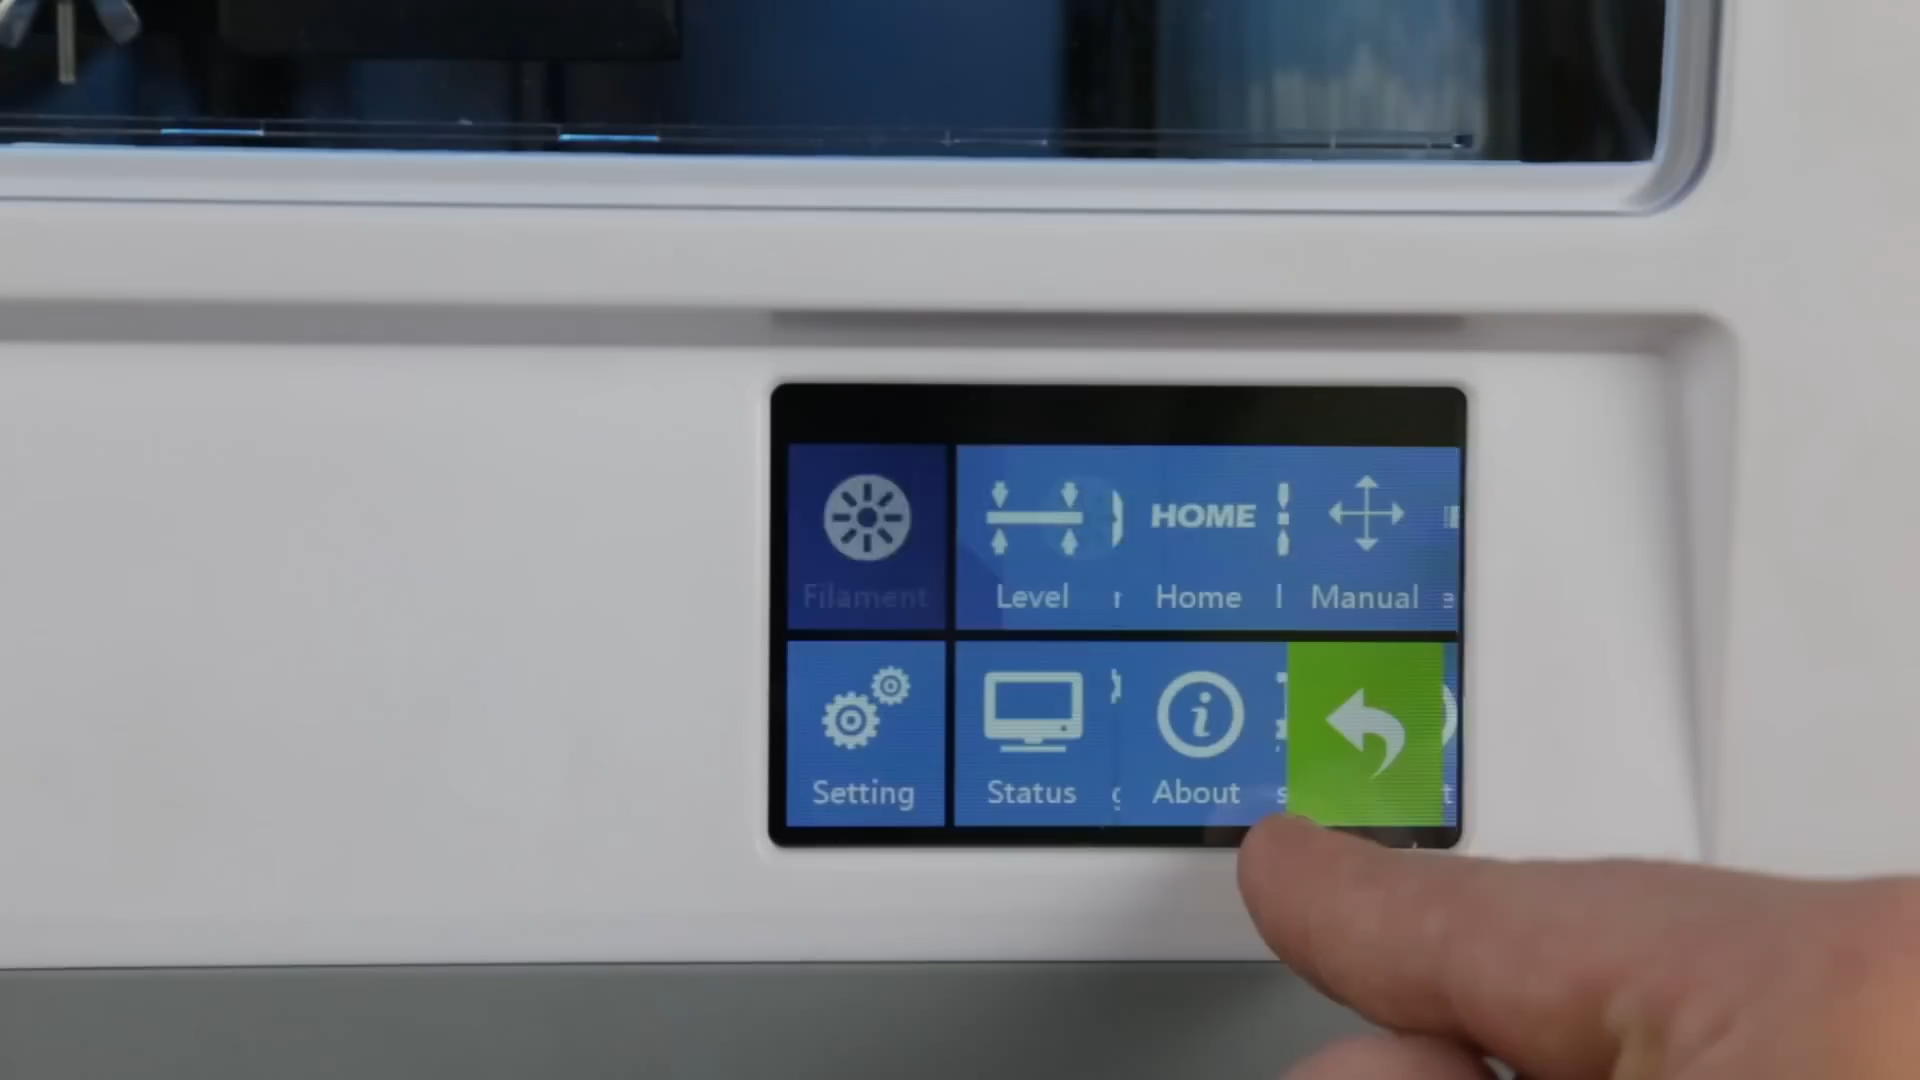 HOME
Filament
Level
Home
Manual
Setting
Status
About